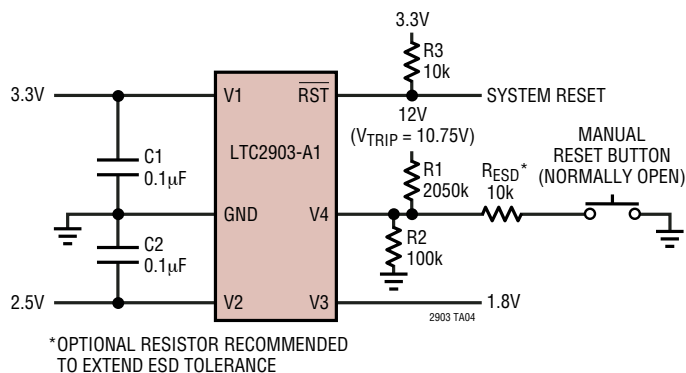 3.3V
R3
10k
3.3V
V1
RST
SYSTEM RESET
12V
(VTRIP = 10.75V)
MANUAL
RESET BUTTON
(NORMALLY OPEN)
LTC2903-A1
C1
0.1µF
R1
2050k
RESD*
10k
GND
V4
C2
0.1µF
R2
100k
2.5V
V2
V3
1.8V
2903 TA04
*OPTIONAL RESISTOR RECOMMENDED
TO EXTEND ESD TOLERANCE